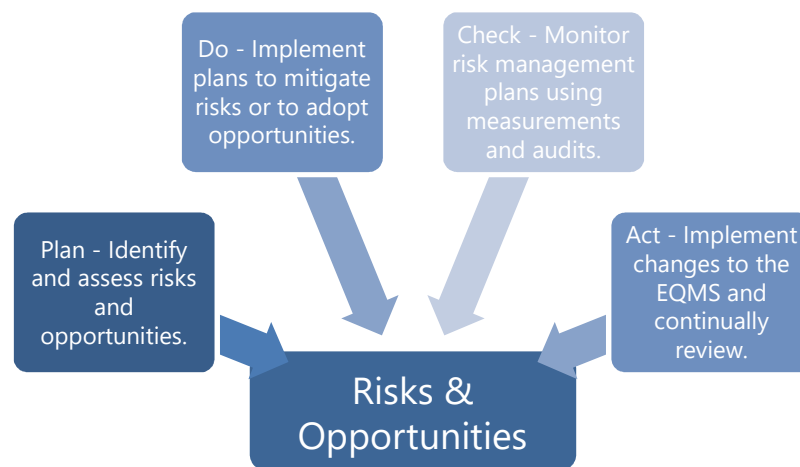 Do - Implement
plans to mitigate
risks or to adopt
opportunities.
Check - Monitor
risk management
plans using
measurements
and audits.
Plan - Identify
and assess risks
and
opportunities.
Act - Implement
changes to the
EQMS and
continually
review.
Risks &
Opportunities